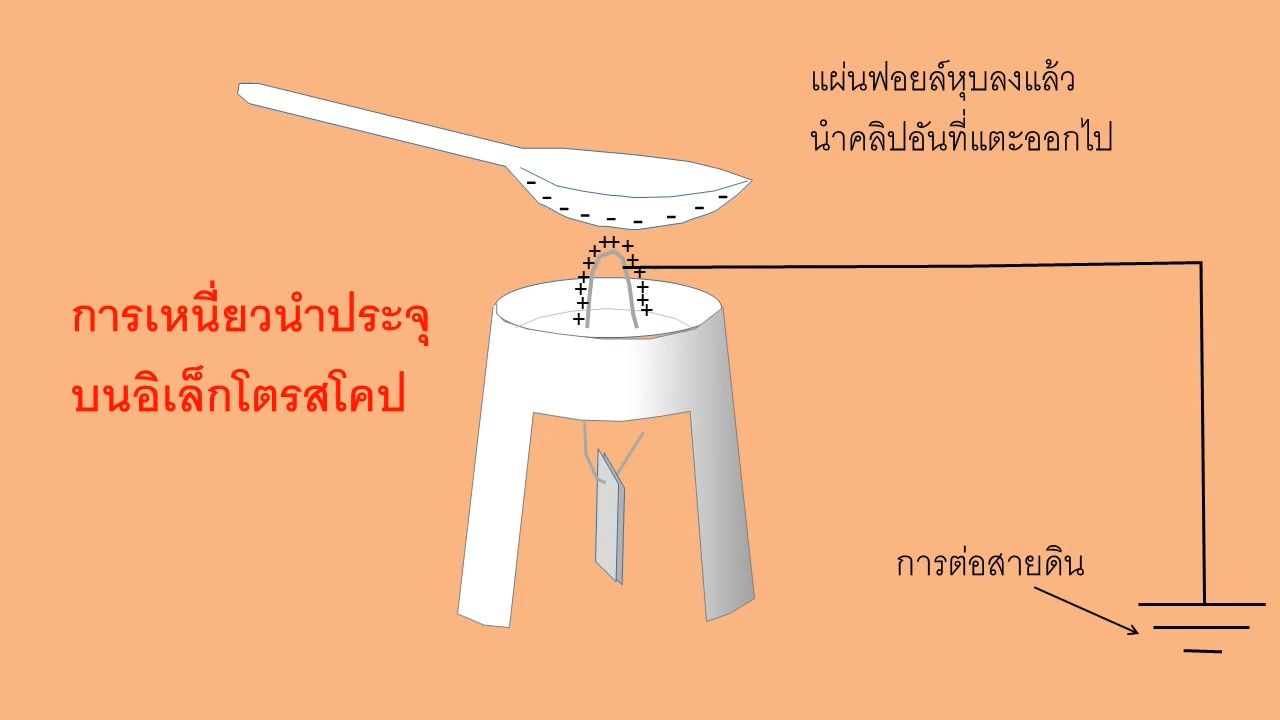 แผ่นฟอยล์หุบลงแล้ว
นำคลิปอันที่แตะออกไป
การเหนี่ยวนำประจุ
บนอิเล็กโตรสโคป
การต่อสายดิน